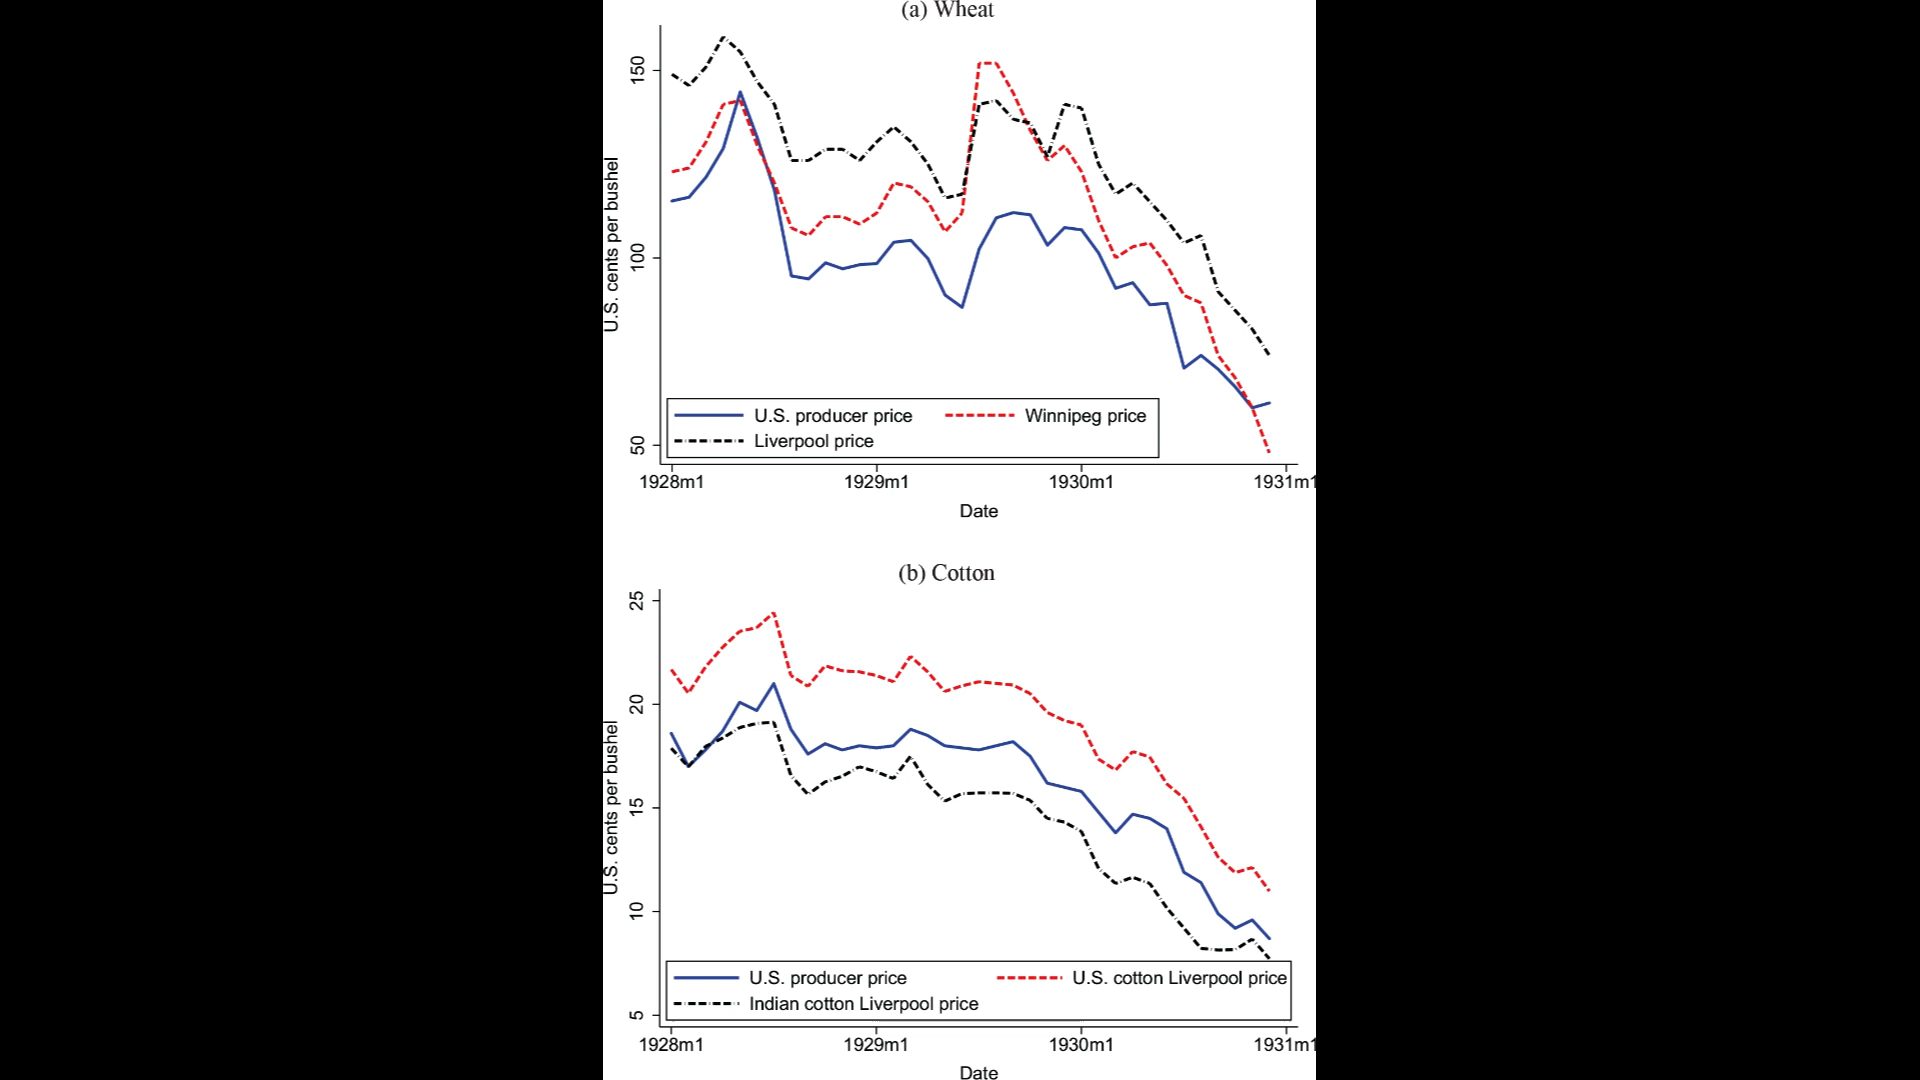 (a) Wheat
U.S. cents per bushel
150
100
50
U.S. producer price Winnipeg price
Liverpool price
1928m1 1929m1 1930m1 1931m1
Date
(b) Cotton
U.S. cents per bushel
25
20
15
10
5
U.S. producer price U.S. cotton Liverpool price
Indian cotton Liverpool price
1928m1 1929m1 1930m1 1931m1
Date